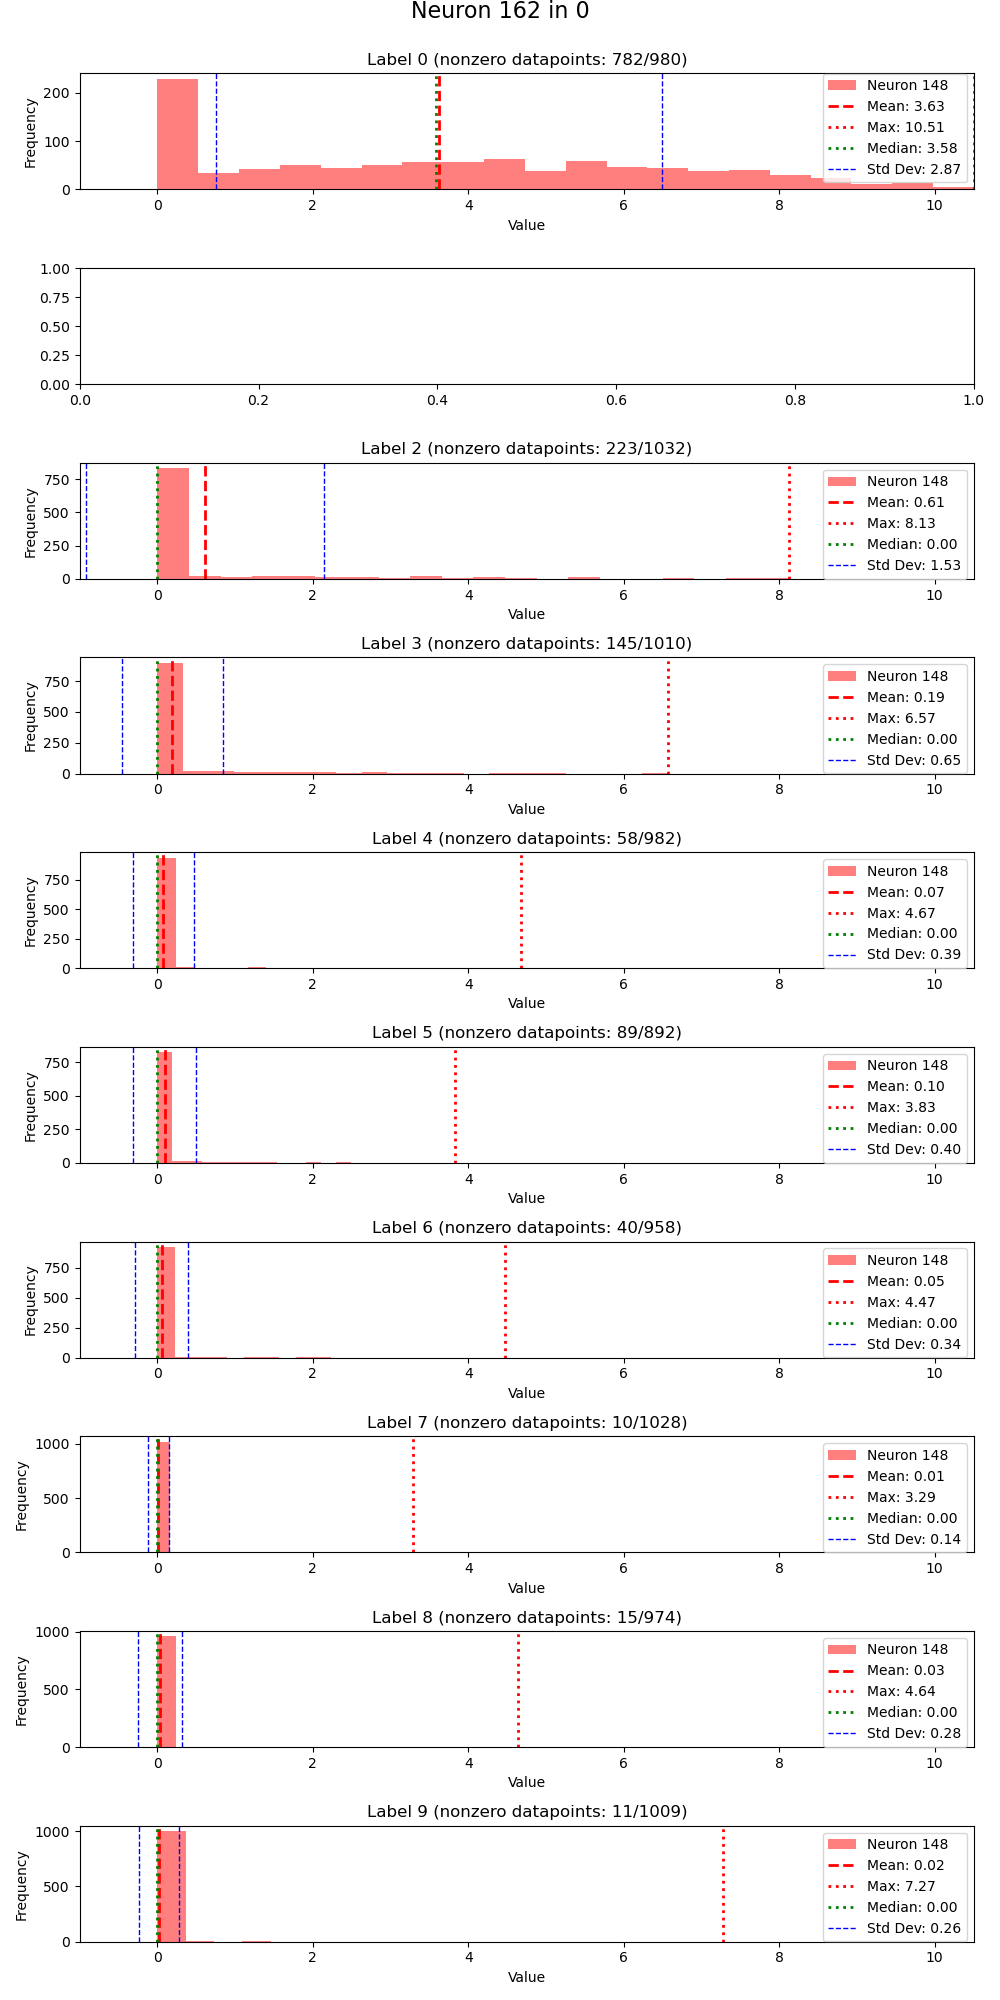 Neuron 162 in 0
Label 0 (nonzero datapoints: 782/980)
Frequency
200
100
0
Neuron 148
Mean: 3.63
Max: 10.51
Median: 3.58
Std Dev: 2.87
0 2 4 6 8 10
Value
1.00
0.75
0.50
0.25
0.00
0.0 0.2 0.4 0.6 0.8 1.0
Label 2 (nonzero datapoints: 223/1032)
Frequency
750
500
250
0
Neuron 148
Mean: 0.61
Max: 8.13
Median: 0.00
Std Dev: 1.53
0 2 4 6 8 10
Value
Label 3 (nonzero datapoints: 145/1010)
Frequency
750
500
250
0
Neuron 148
Mean: 0.19
Max: 6.57
Median: 0.00
Std Dev: 0.65
0 2 4 6 8 10
Value
Label 4 (nonzero datapoints: 58/982)
Frequency
750
500
250
0
Neuron 148
Mean: 0.07
Max: 4.67
Median: 0.00
Std Dev: 0.39
0 2 4 6 8 10
Value
Label 5 (nonzero datapoints: 89/892)
Frequency
750
500
250
0
Neuron 148
Mean: 0.10
Max: 3.83
Median: 0.00
Std Dev: 0.40
0 2 4 6 8 10
Value
Label 6 (nonzero datapoints: 40/958)
Frequency
750
500
250
0
Neuron 148
Mean: 0.05
Max: 4.47
Median: 0.00
Std Dev: 0.34
0 2 4 6 8 10
Value
Label 7 (nonzero datapoints: 10/1028)
Frequency
1000
500
0
Neuron 148
Mean: 0.01
Max: 3.29
Median: 0.00
Std Dev: 0.14
0 2 4 6 8 10
Value
Label 8 (nonzero datapoints: 15/974)
Frequency
1000
500
0
Neuron 148
Mean: 0.03
Max: 4.64
Median: 0.00
Std Dev: 0.28
0 2 4 6 8 10
Value
Label 9 (nonzero datapoints: 11/1009)
Frequency
1000
500
0
Neuron 148
Mean: 0.02
Max: 7.27
Median: 0.00
Std Dev: 0.26
0 2 4 6 8 10
Value